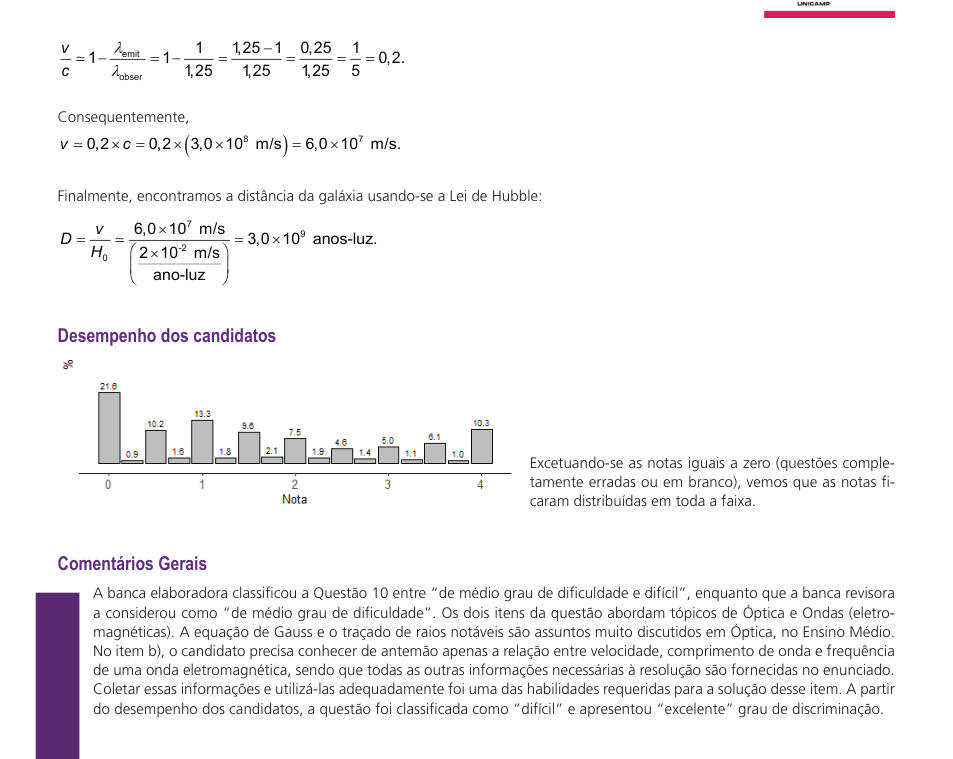 UNICAMP
v/c ≃ 1 − λemit/λobser = 1 − 1/1,25 = (1,25 − 1)/1,25 = 0,25/1,25 = 1/5 = 0,2.
Consequentemente,
v ≃ 0,2 × c = 0,2 × (3,0 × 10⁸ m/s) = 6,0 × 10⁷ m/s.
Finalmente, encontramos a distância da galáxia usando-se a Lei de Hubble:
D = v/H₀ ≃ 6,0 × 10⁷ m/s / (2 × 10⁻² m/s / ano-luz) = 3,0 × 10⁹ anos-luz.
Desempenho dos candidatos
%
21.6 0.9 10.2 1.6 13.3 1.8 9.6 2.1 7.5 1.9 4.6 1.4 5.0 1.1 6.1 1.0 10.3
0 1 2 3 4
Nota
Excetuando-se as notas iguais a zero (questões comple-
tamente erradas ou em branco), vemos que as notas fi-
caram distribuídas em toda a faixa.
Comentários Gerais
A banca elaboradora classificou a Questão 10 entre “de médio grau de dificuldade e difícil”, enquanto que a banca revisora
a considerou como “de médio grau de dificuldade”. Os dois itens da questão abordam tópicos de Óptica e Ondas (eletro-
magnéticas). A equação de Gauss e o traçado de raios notáveis são assuntos muito discutidos em Óptica, no Ensino Médio.
No item b), o candidato precisa conhecer de antemão apenas a relação entre velocidade, comprimento de onda e frequência
de uma onda eletromagnética, sendo que todas as outras informações necessárias à resolução são fornecidas no enunciado.
Coletar essas informações e utilizá-las adequadamente foi uma das habilidades requeridas para a solução desse item. A partir
do desempenho dos candidatos, a questão foi classificada como “difícil” e apresentou “excelente” grau de discriminação.